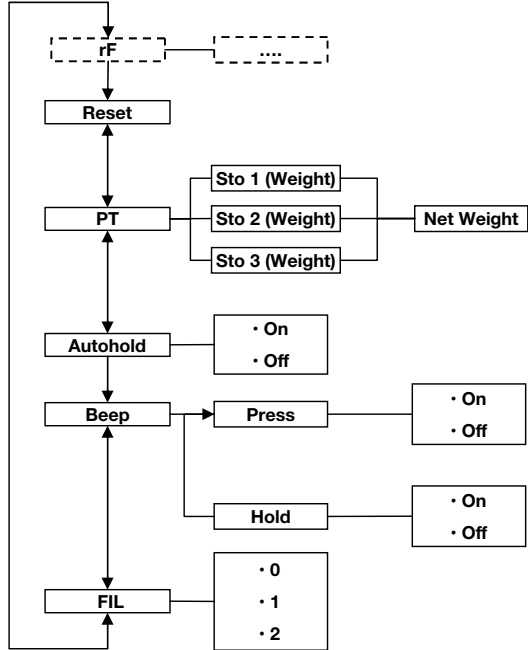 rF
....
Reset
Sto 1 (Weight)
PT
Sto 2 (Weight)
Net Weight
Sto 3 (Weight)
Autohold
· On
· Off
Beep
Press
· On
· Off
Hold
· On
· Off
FIL
· 0
· 1
· 2